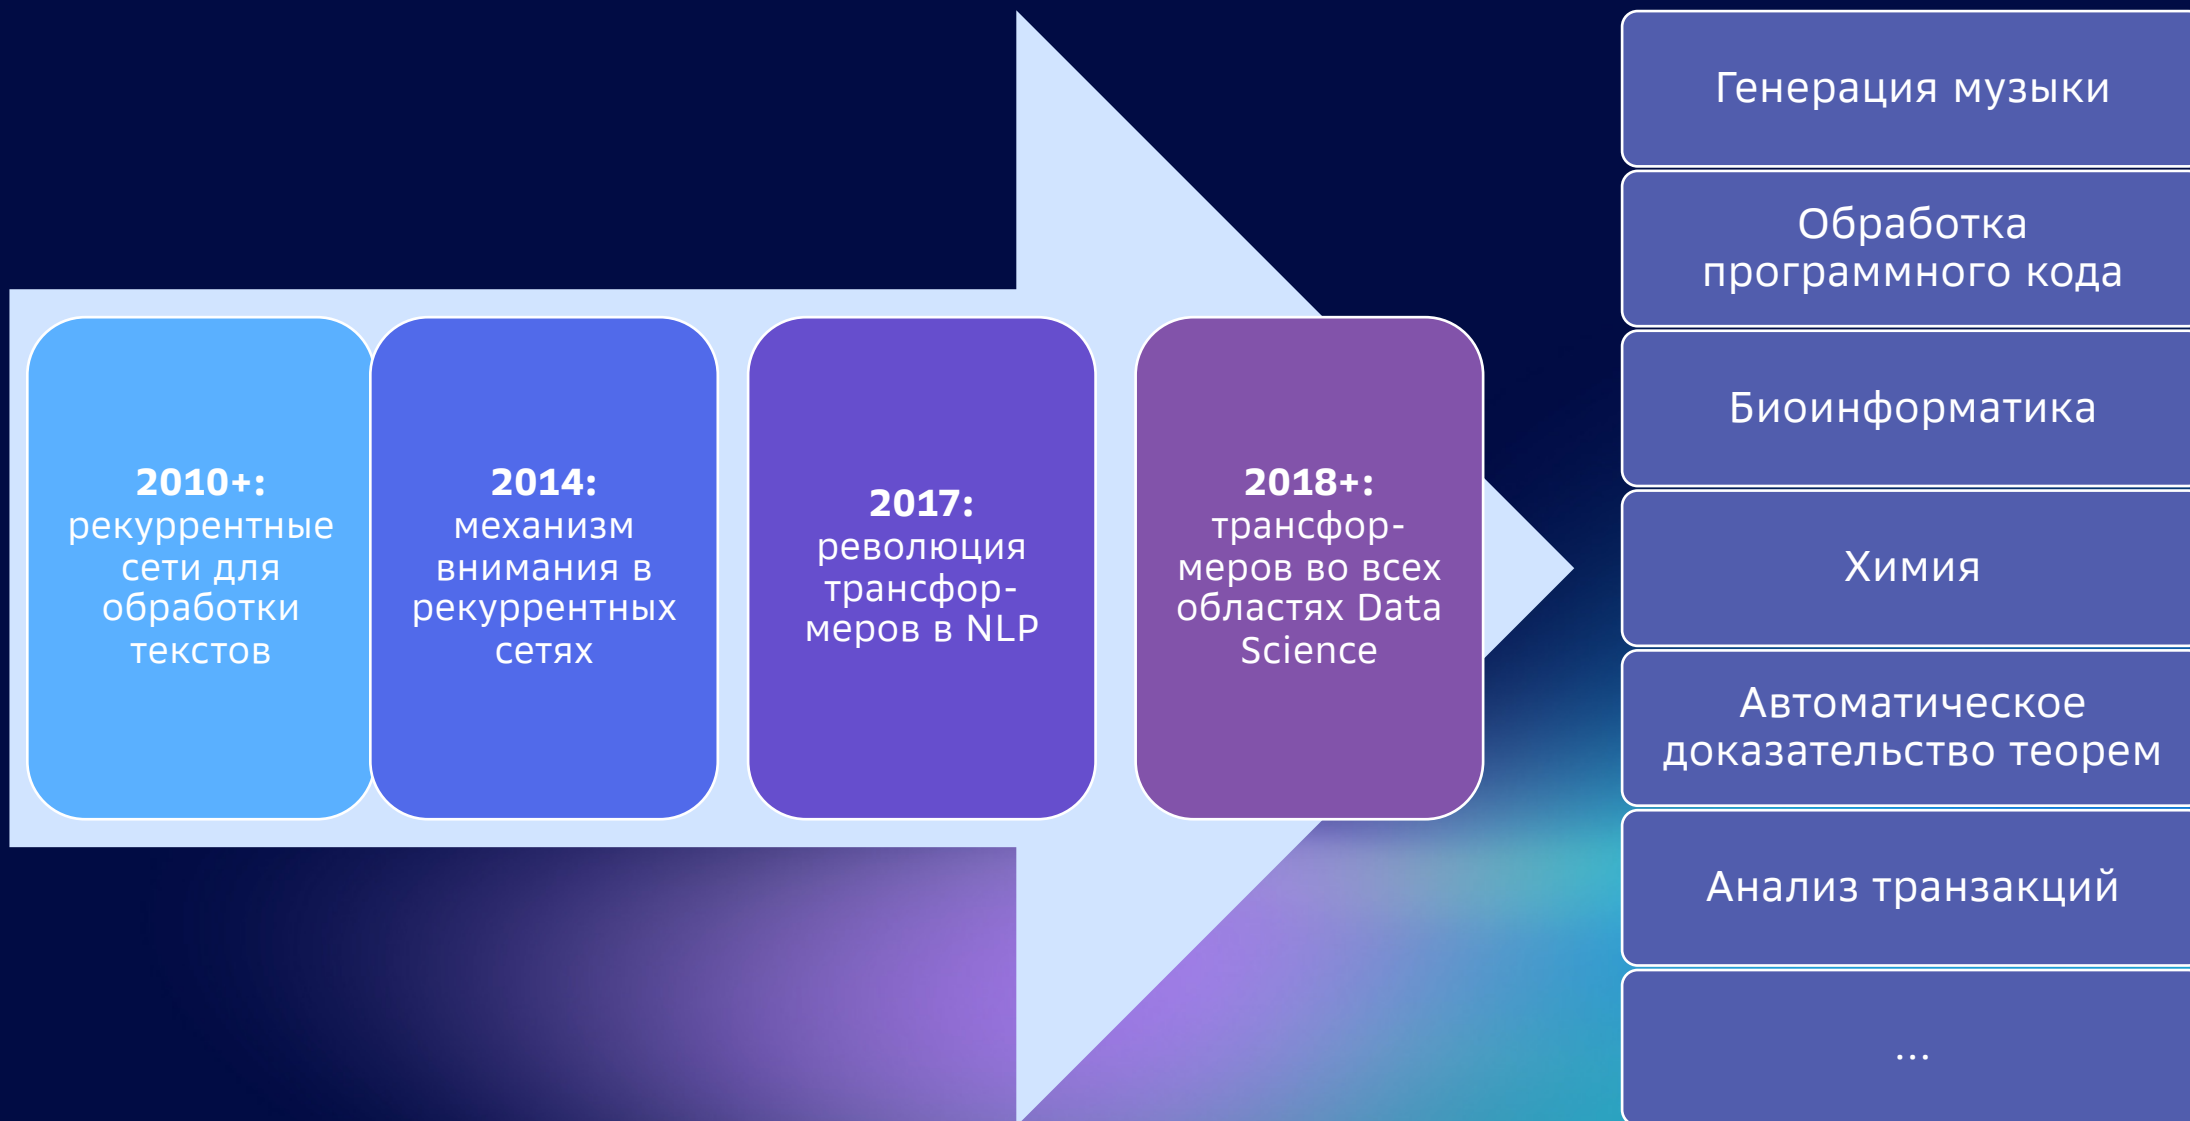 2010+:
рекуррентные
сети для
обработки
текстов
2014:
механизм
внимания в
рекуррентных
сетях
2017:
революция
трансфор-
меров в NLP
2018+:
трансфор-
меров во всех
областях Data
Science
Генерация музыки
Обработка
программного кода
Биоинформатика
Химия
Автоматическое
доказательство теорем
Анализ транзакций
...